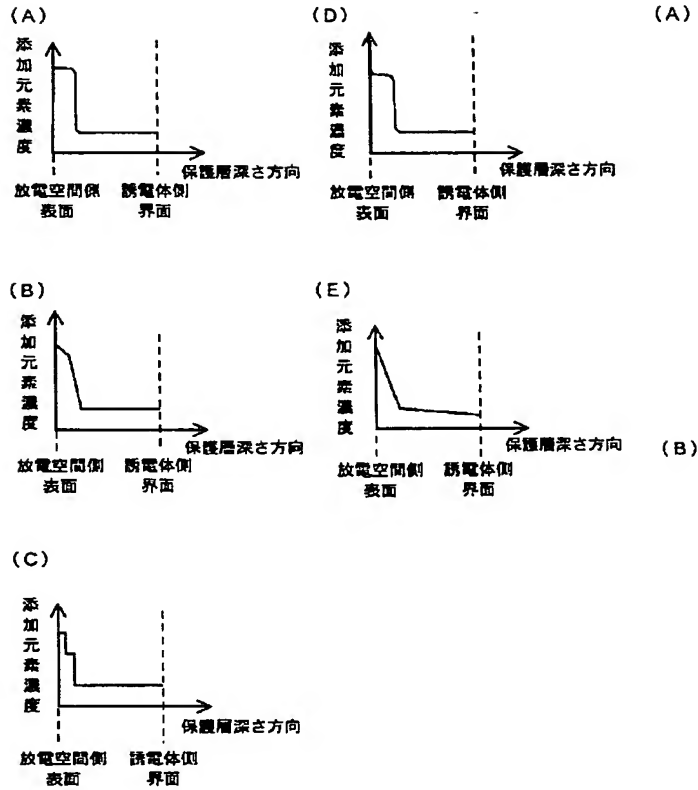 (A)
添加元素濃度
保護層深さ方向
放電空間側
表面
誘電体側
界面
(D)
添加元素濃度
保護層深さ方向
放電空間側
表面
誘電体側
界面
(A)
(B)
添加元素濃度
保護層深さ方向
放電空間側
表面
誘電体側
界面
(E)
添加元素濃度
保護層深さ方向
放電空間側
表面
誘電体側
界面
(B)
(C)
添加元素濃度
保護層深さ方向
放電空間側
表面
誘電体側
界面